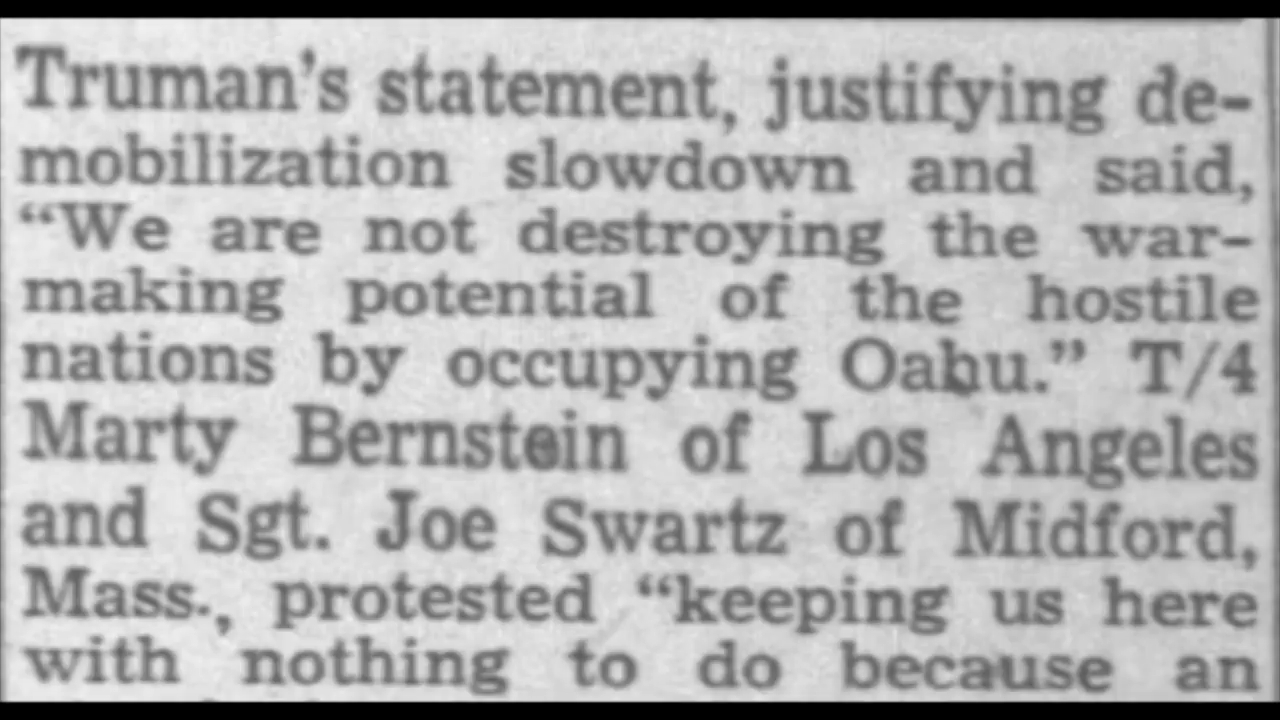 Truman's statement, justifying de-
mobilization slowdown and said,
“We are not destroying the war-
making potential of the hostile
nations by occupying Oahu.” T/4
Marty Bernstein of Los Angeles
and Sgt. Joe Swartz of Midford,
Mass., protested “keeping us here
with nothing to do because an